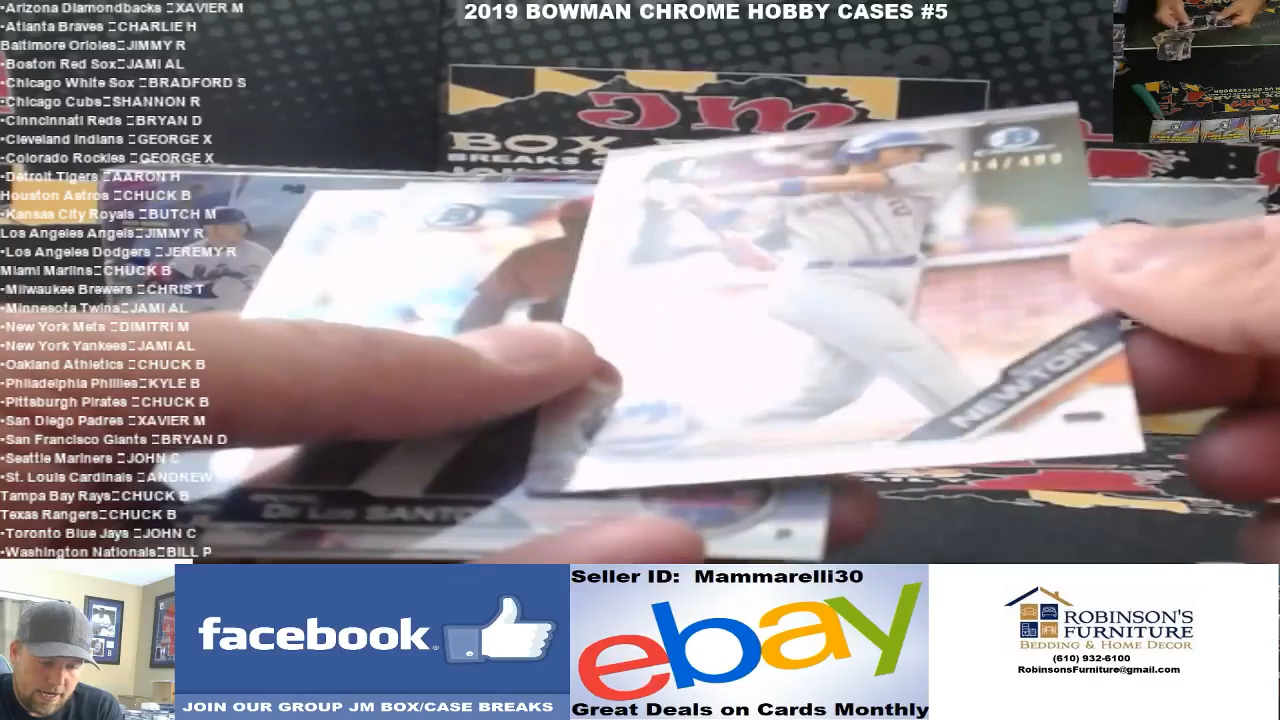 2019 BOWMAN CHROME HOBBY CASES #5
•Arizona Diamondbacks □XAVIER M
•Atlanta Braves □CHARLIE H
Baltimore Orioles□JIMMY R
•Boston Red Sox□JAMI AL
•Chicago White Sox □BRADFORD S
•Chicago Cubs□SHANNON R
•Cinncinnati Reds □BRYAN D
•Cleveland Indians □GEORGE X
•Colorado Rockies □GEORGE X
•Detroit Tigers □AARON H
Houston Astros □CHUCK B
•Kansas City Royals □BUTCH M
Los Angeles Angels□JIMMY R
•Los Angeles Dodgers □JEREMY R
Miami Marlins□CHUCK B
•Milwaukee Brewers □CHRIS T
•Minnesota Twins□JAMI AL
•New York Mets □DIMITRI M
•New York Yankees□JAMI AL
•Oakland Athletics □CHUCK B
•Philadelphia Phillies□KYLE B
•Pittsburgh Pirates □CHUCK B
•San Diego Padres □XAVIER M
•San Francisco Giants □BRYAN D
•Seattle Mariners □JOHN C
•St. Louis Cardinals □ANDREW
Tampa Bay Rays□CHUCK B
Texas Rangers□CHUCK B
•Toronto Blue Jays □JOHN C
•Washington Nationals□BILL P
JM
BOX
BREAKS
NEWTON
De Los SANTOS
facebook
JOIN OUR GROUP JM BOX/CASE BREAKS
Seller ID: Mammarelli30
ebay
Great Deals on Cards Monthly
ROBINSON'S
FURNITURE
BEDDING & HOME DECOR
(610) 932-6100
RobinsonsFurniture@gmail.com